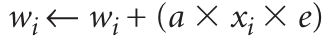 wᵢ ← wᵢ + (a × xᵢ × e)